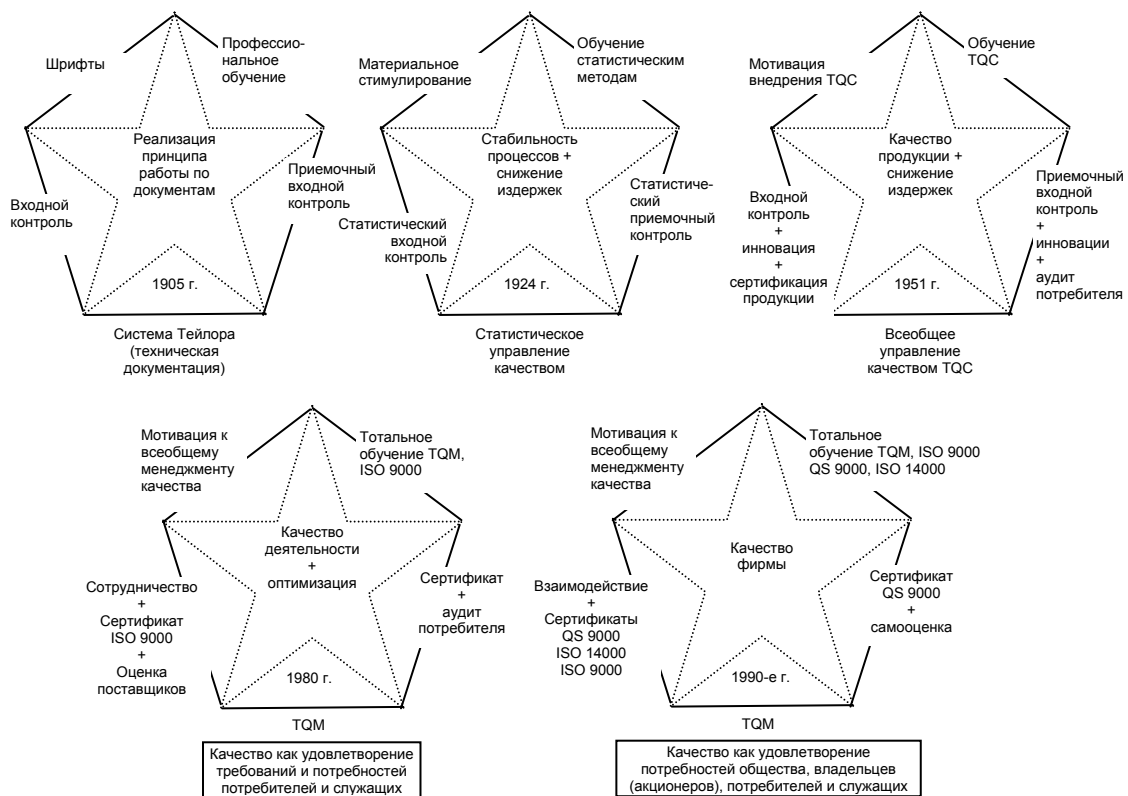 Шрифты
Профессио-
нальное
обучение
Реализация
принципа
работы по
документам
Входной
контроль
Приемочный
входной
контроль
1905 г.
Система Тейлора
(техническая
документация)
Материальное
стимулирование
Обучение
статистическим
методам
Стабильность
процессов +
снижение
издержек
Статистический
входной
контроль
Статистиче-
ский
приемочный
контроль
1924 г.
Статистическое
управление
качеством
Мотивация
внедрения TQC
Обучение
TQC
Качество
продукции +
снижение
издержек
Входной
контроль
+
инновация
+
сертификация
продукции
Приемочный
входной
контроль
+
инновации
+
аудит
потребителя
1951 г.
Всеобщее
управление
качеством TQC
Мотивация к
всеобщему
менеджменту
качества
Тотальное
обучение TQM,
ISO 9000
Качество
деятельности
+
оптимизация
Сотрудничество
+
Сертификат
ISO 9000
+
Оценка
поставщиков
Сертификат
+
аудит
потребителя
1980 г.
TQM
Качество как удовлетворение
требований и потребностей
потребителей и служащих
Мотивация к
всеобщему
менеджменту
качества
Тотальное
обучение TQM, ISO 9000
QS 9000, ISO 14000
Качество
фирмы
Взаимодействие
+
Сертификаты
QS 9000
ISO 14000
ISO 9000
Сертификат
QS 9000
+
самооценка
1990-е г.
TQM
Качество как удовлетворение
потребностей общества, владельцев
(акционеров), потребителей и служащих